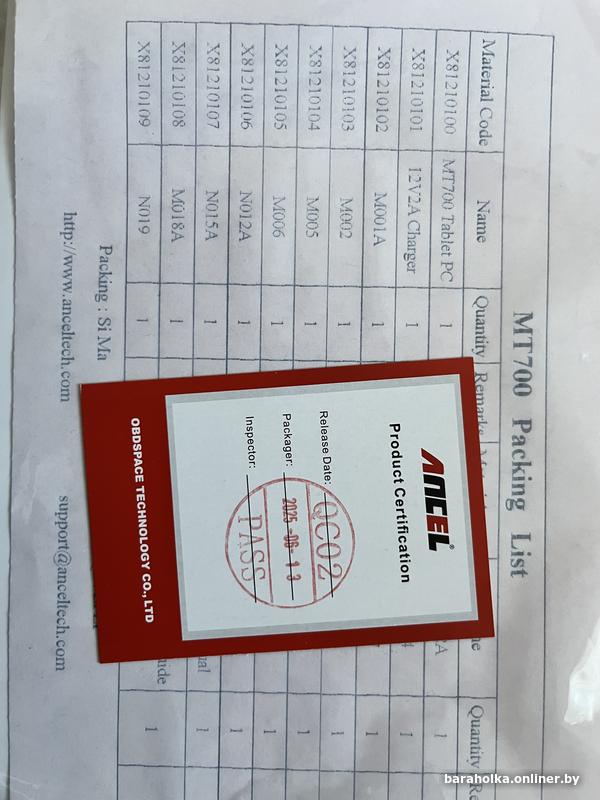 MT700 Packing List
Material Code Name Quantity Remarks
X81210100 MT700 Tablet PC 1
X81210101 12V2A Charger 1
X81210102 M001A 1
X81210103 M002 1
X81210104 M005 1
X81210105 M006 1
X81210106 N012A 1
X81210107 N015A 1
X81210108 M018A 1
X81210109 N019 1
Quantity
1
1
1
1
1
1
1
1
1
Packing : Si Ma
http://www.anceltech.com support@anceltech.com
ANCEL®
Product Certification
Release Date:
Packager:
Inspector:
QC02
2025-06-13
PASS
OBDSPACE TECHNOLOGY CO., LTD
baraholka.onliner.by